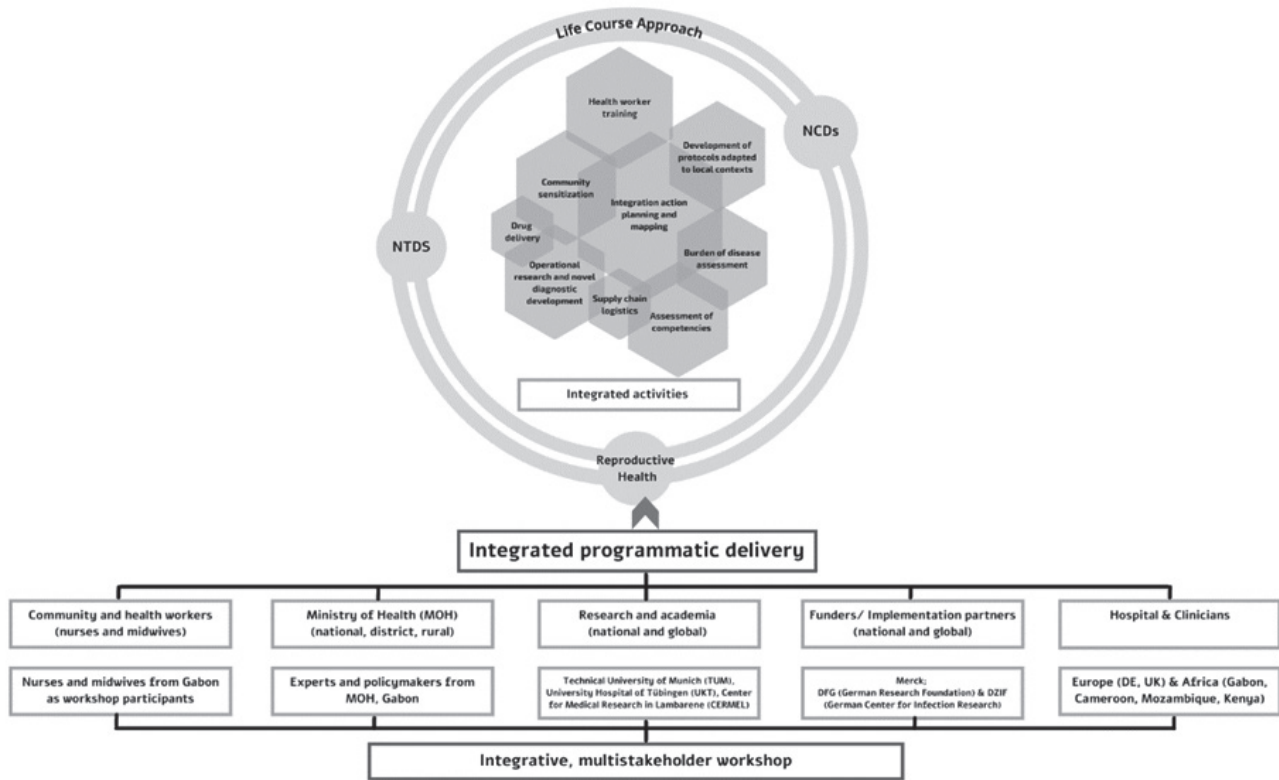 Life Course Approach
NCDs
NTDS
Reproductive
Health
Health worker
training
Development of
protocols adapted
to local contexts
Community
sensitization
Integration action
planning and
mapping
Drug
delivery
Burden of disease
assessment
Operational
research and novel
diagnostic
development
Supply chain
logistics
Assessment of
competencies
Integrated activities
Integrated programmatic delivery
Community and health workers
(nurses and midwives)
Ministry of Health (MOH)
(national, district, rural)
Research and academia
(national and global)
Funders/ Implementation partners
(national and global)
Hospital & Clinicians
Nurses and midwives from Gabon
as workshop participants
Experts and policymakers from
MOH, Gabon
Technical University of Munich (TUM),
University Hospital of Tübingen (UKT), Center
for Medical Research in Lambarene (CERMEL)
Merck;
DFG (German Research Foundation) & DZIF
(German Center for Infection Research)
Europe (DE, UK) & Africa (Gabon,
Cameroon, Mozambique, Kenya)
Integrative, multistakeholder workshop